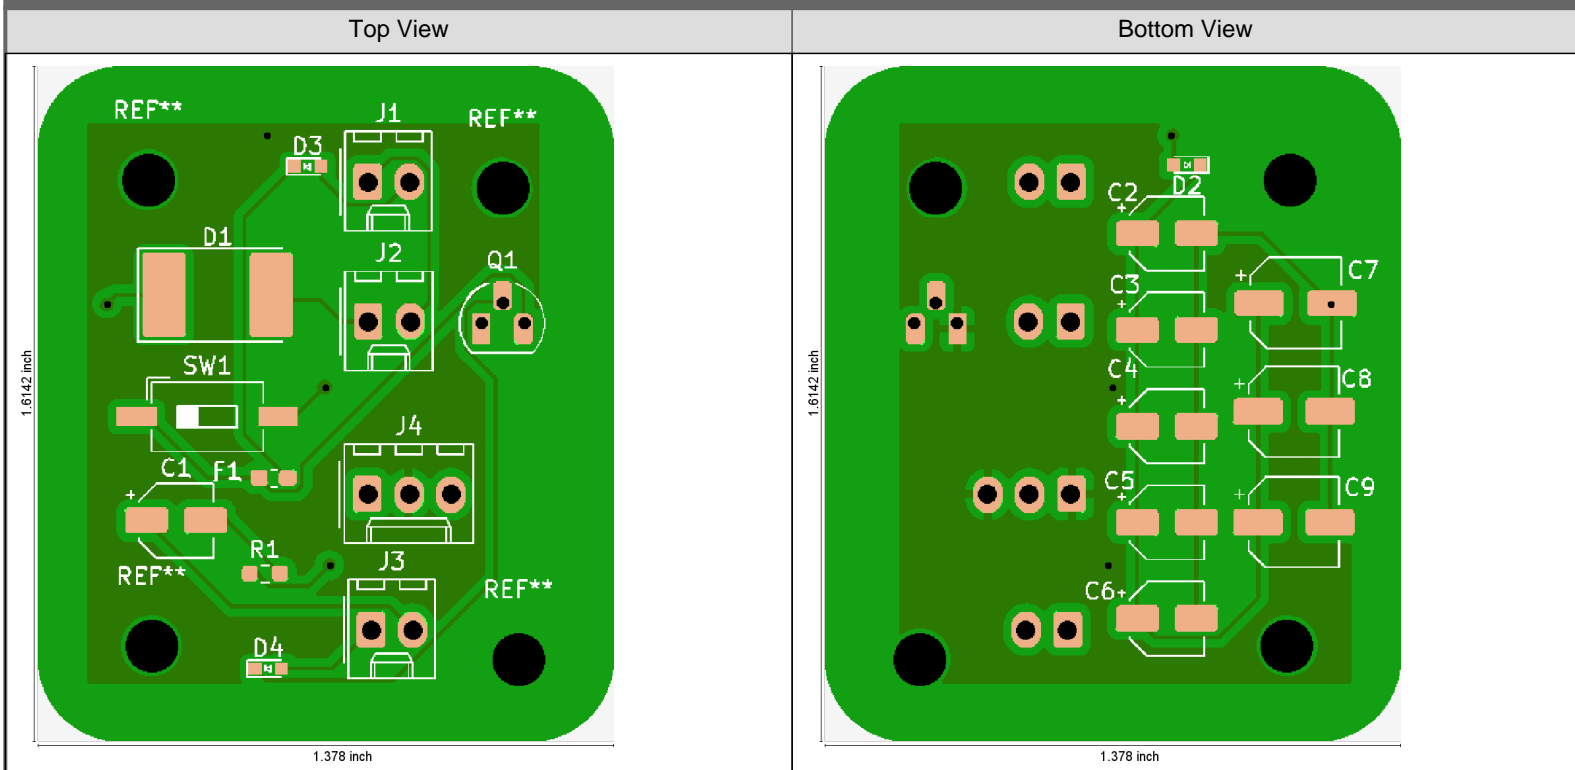 Top View
Bottom View
REF**
J1
REF**
D3
D1
J2
Q1
SW1
J4
C1
F1
+
R1
J3
REF**
REF**
D4
1.6142 inch
1.378 inch
D2
C2
+
C7
+
C3
+
C4
+
C8
+
C5
+
C9
+
C6+
1.6142 inch
1.378 inch